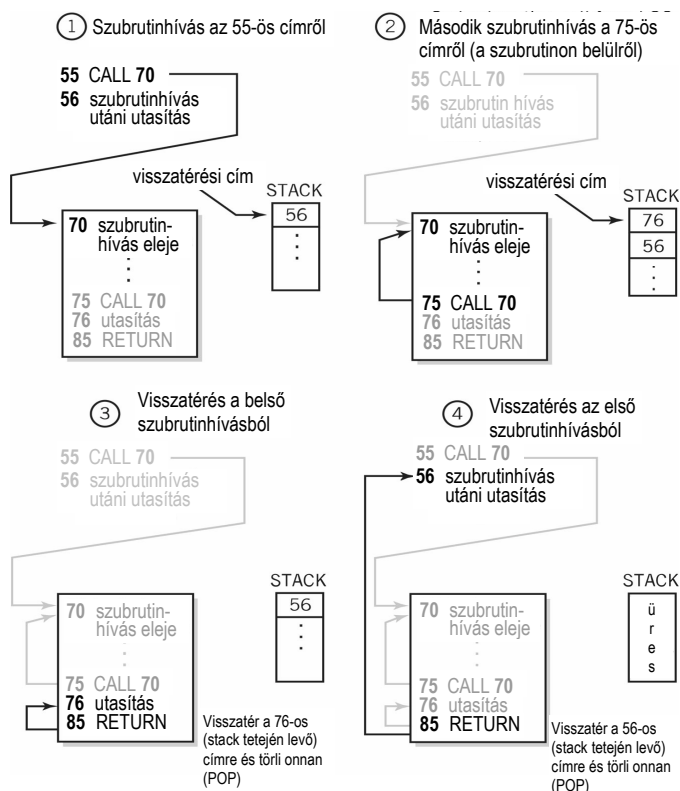 1 Szubrutinhívás az 55-ös címről
55 CALL 70
56 szubrutinhívás
utáni utasítás
visszatérési cím
STACK
56
70 szubrutin-
hívás eleje
75 CALL 70
76 utasítás
85 RETURN
2 Második szubrutinhívás a 75-ös
címről (a szubrutinon belülről)
55 CALL 70
56 szubrutin hívás
utáni utasítás
visszatérési cím
STACK
76
56
70 szubrutin-
hívás eleje
75 CALL 70
76 utasítás
85 RETURN
3 Visszatérés a belső
szubrutinhívásból
55 CALL 70
56 szubrutinhívás
utáni utasítás
STACK
56
70 szubrutin-
hívás eleje
75 CALL 70
76 utasítás
85 RETURN
Visszatér a 76-os
(stack tetején levő)
címre és törli onnan
(POP)
4 Visszatérés az első
szubrutinhívásból
55 CALL 70
56 szubrutinhívás
utáni utasítás
STACK
ü
r
e
s
70 szubrutin-
hívás eleje
75 CALL 70
76 utasítás
85 RETURN
Visszatér a 56-os
(stack tetején levő)
címre és törli onnan
(POP)